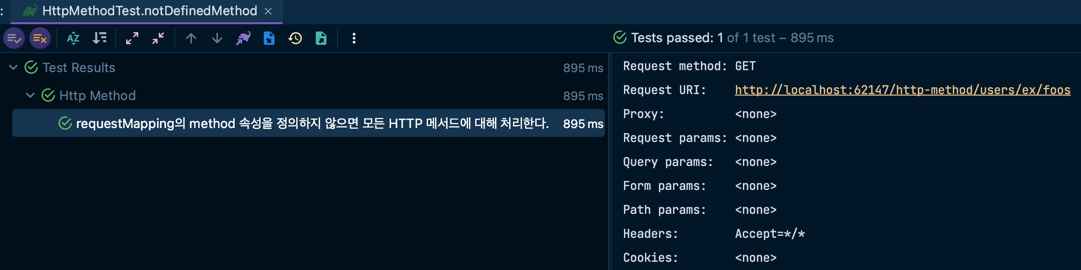 : HttpMethodTest.notDefinedMethod ×
Tests passed: 1 of 1 test – 895 ms
Test Results 895 ms
Http Method 895 ms
requestMapping의 method 속성을 정의하지 않으면 모든 HTTP 메서드에 대해 처리한다. 895 ms
Request method: GET
Request URI: http://localhost:62147/http-method/users/ex/foos
Proxy: <none>
Request params: <none>
Query params: <none>
Form params: <none>
Path params: <none>
Headers: Accept=*/*
Cookies: <none>